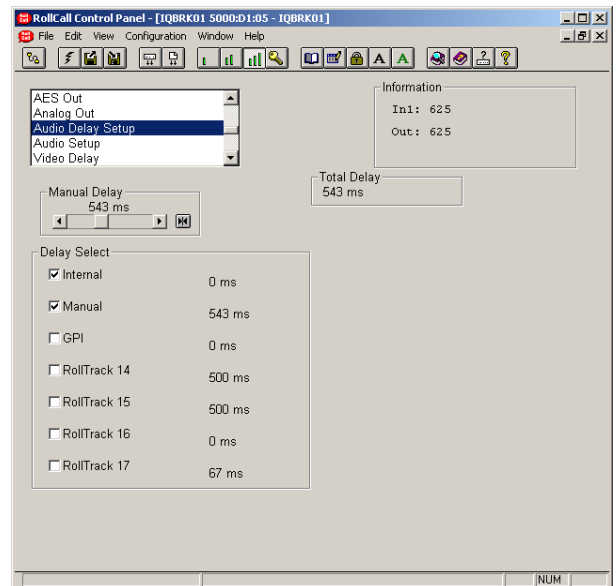 RollCall Control Panel - [IQBRK01 5000:D1:05 - IQBRK01]
File Edit View Configuration Window Help
AES Out
Analog Out
Audio Delay Setup
Audio Setup
Video Delay
Information
In1: 625
Out: 625
Manual Delay
543 ms
Total Delay
543 ms
Delay Select
Internal 0 ms
Manual 543 ms
GPI 0 ms
RollTrack 14 500 ms
RollTrack 15 500 ms
RollTrack 16 0 ms
RollTrack 17 67 ms
NUM